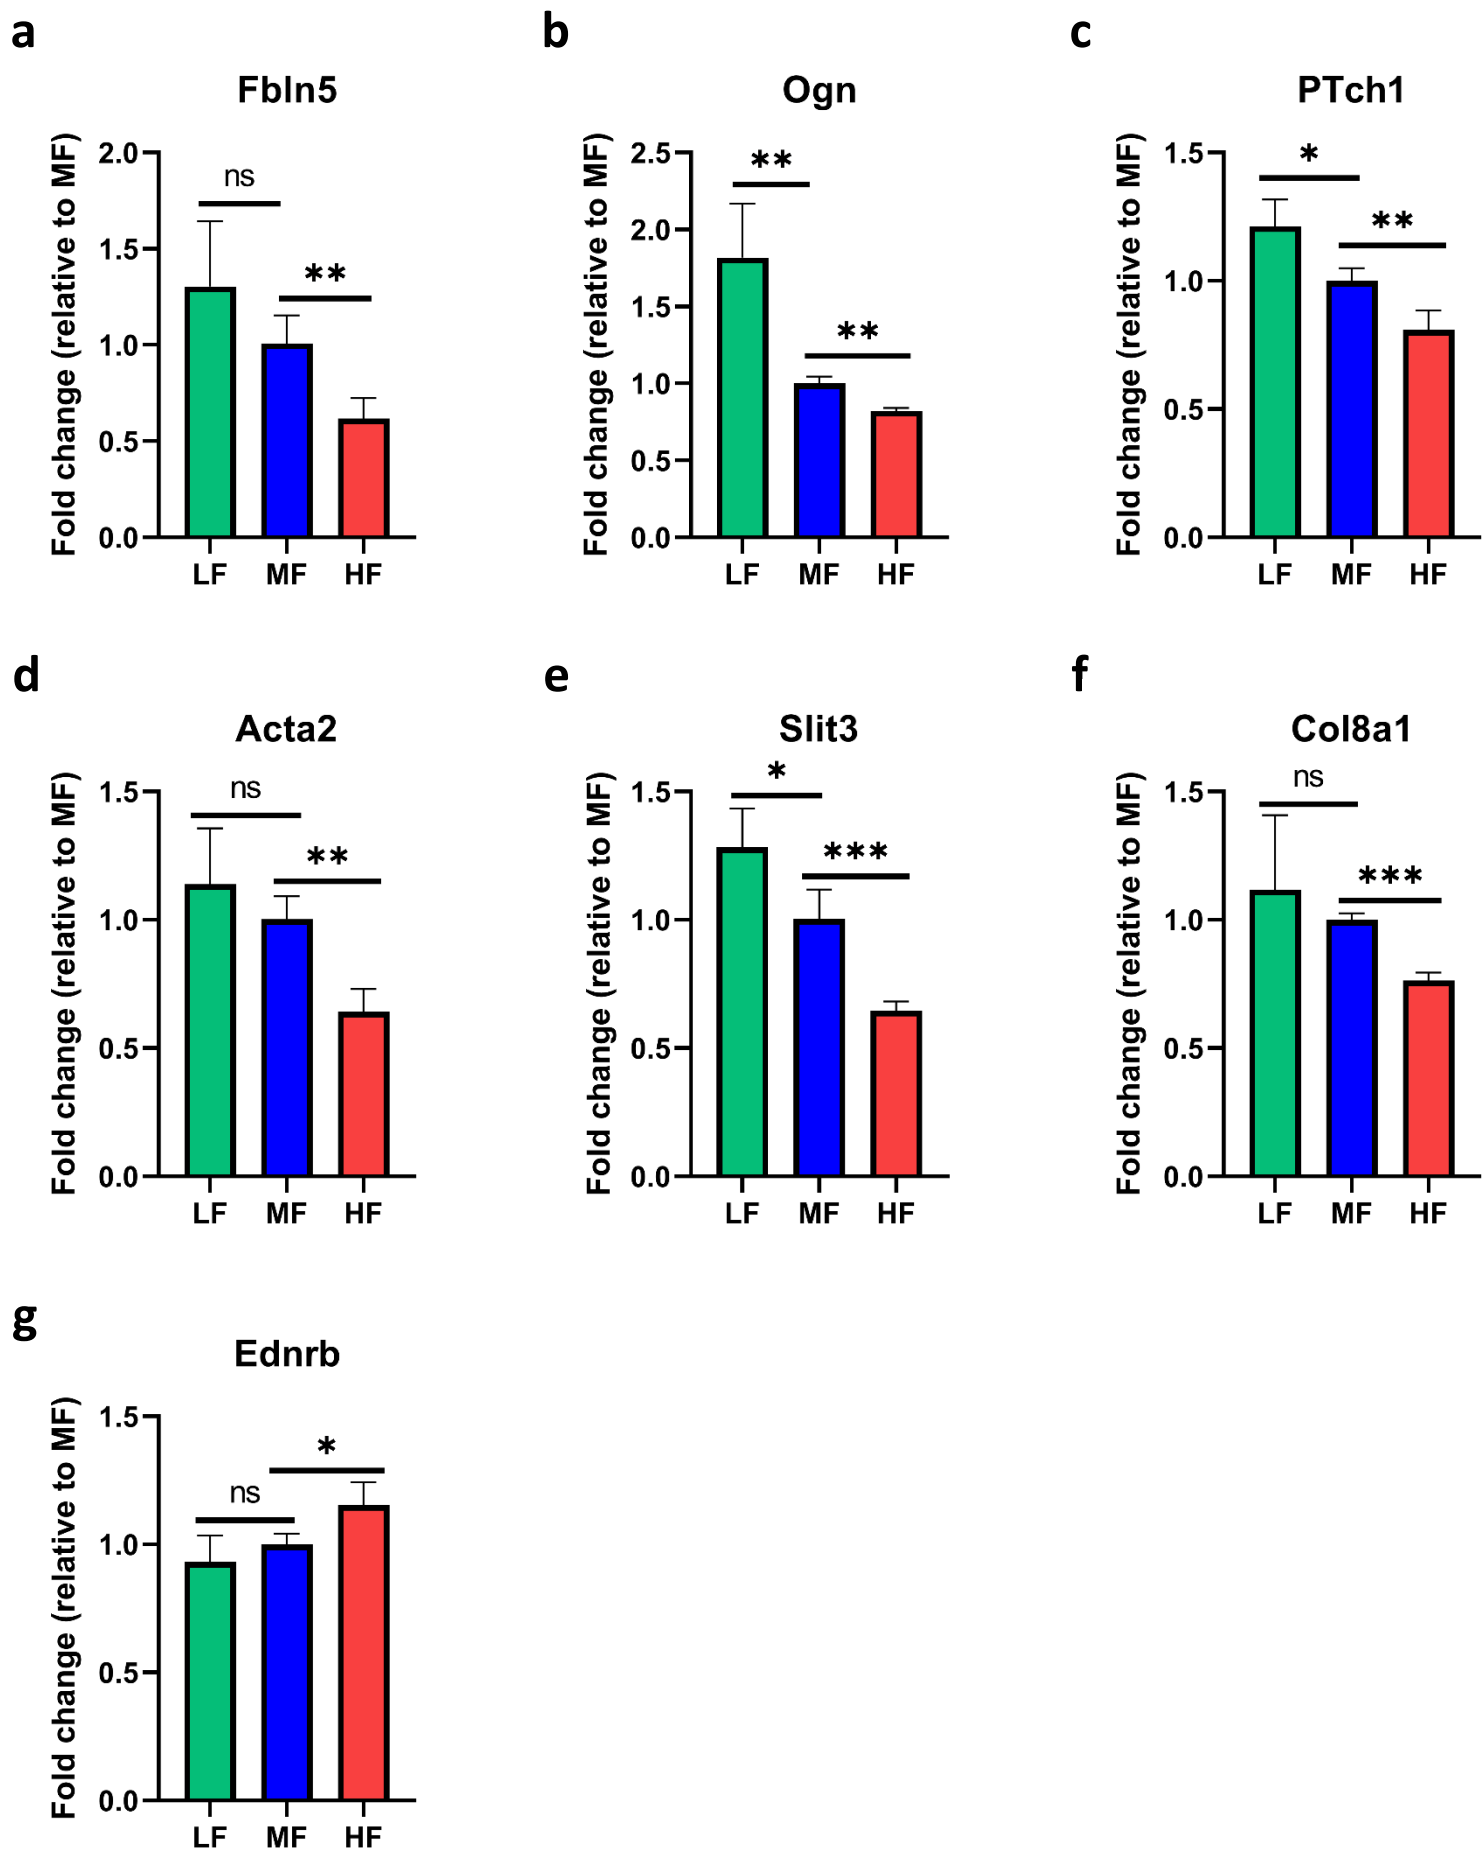 a
Fbln5
Fold change (relative to MF)
2.0
1.5
1.0
0.5
0.0
ns
**
LF MF HF
b
Ogn
Fold change (relative to MF)
2.5
2.0
1.5
1.0
0.5
0.0
**
**
LF MF HF
c
PTch1
Fold change (relative to MF)
1.5
1.0
0.5
0.0
*
**
LF MF HF
d
Acta2
Fold change (relative to MF)
1.5
1.0
0.5
0.0
ns
**
LF MF HF
e
Slit3
Fold change (relative to MF)
1.5
1.0
0.5
0.0
*
***
LF MF HF
f
Col8a1
Fold change (relative to MF)
1.5
1.0
0.5
0.0
ns
***
LF MF HF
g
Ednrb
Fold change (relative to MF)
1.5
1.0
0.5
0.0
ns
*
LF MF HF